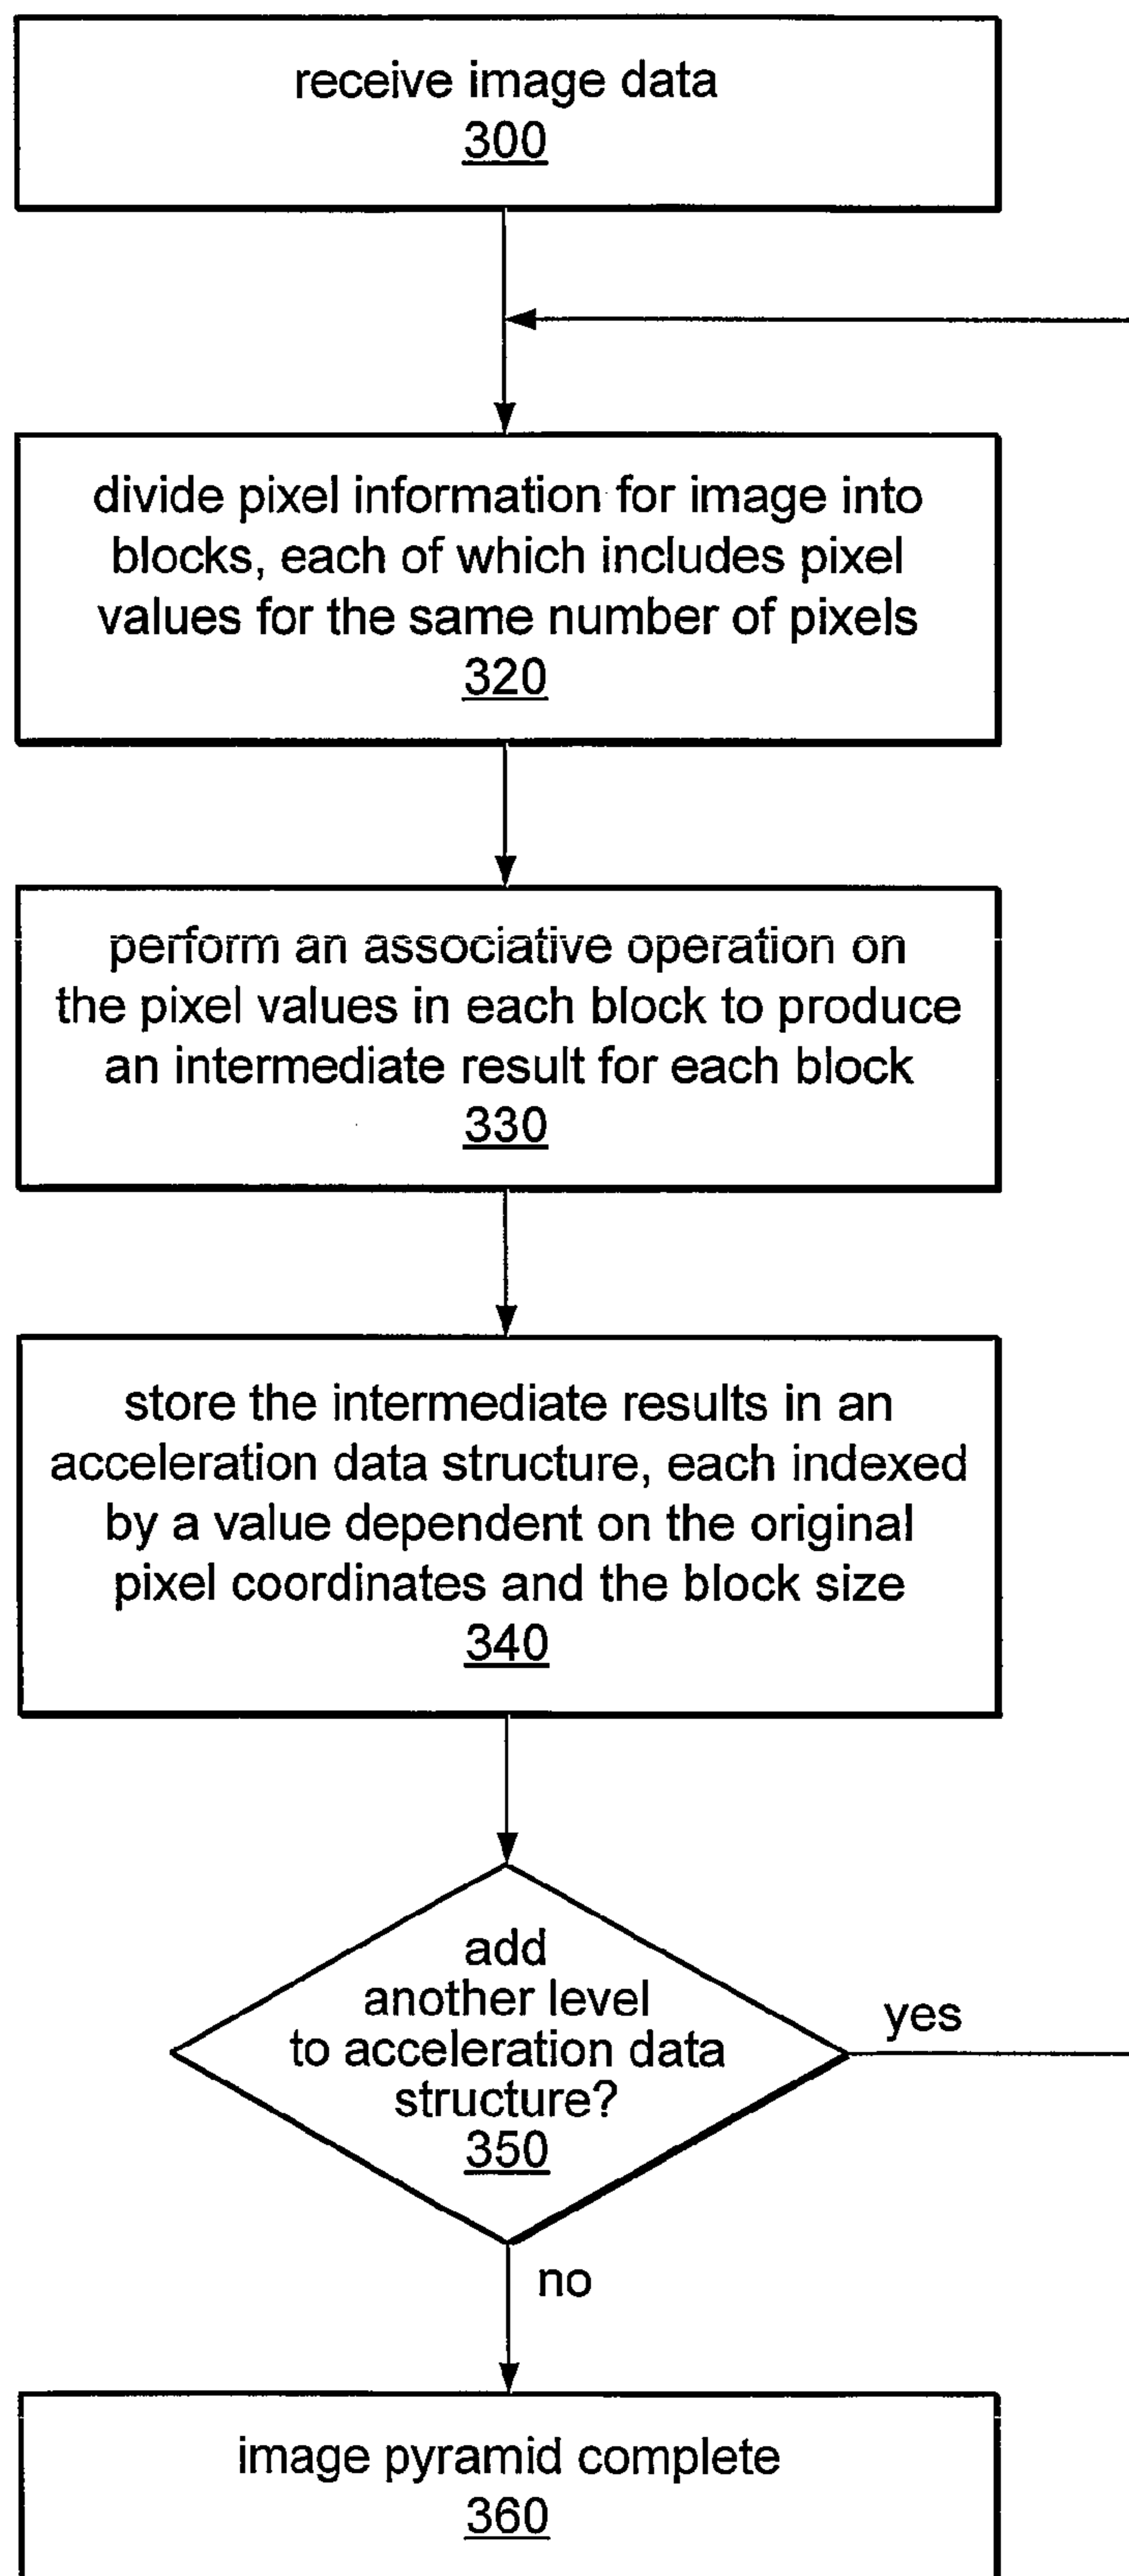 receive image data
300
divide pixel information for image into
blocks, each of which includes pixel
values for the same number of pixels
320
perform an associative operation on
the pixel values in each block to produce
an intermediate result for each block
330
store the intermediate results in an
acceleration data structure, each indexed
by a value dependent on the original
pixel coordinates and the block size
340
add
another level
to acceleration data
structure?
350
yes
no
image pyramid complete
360